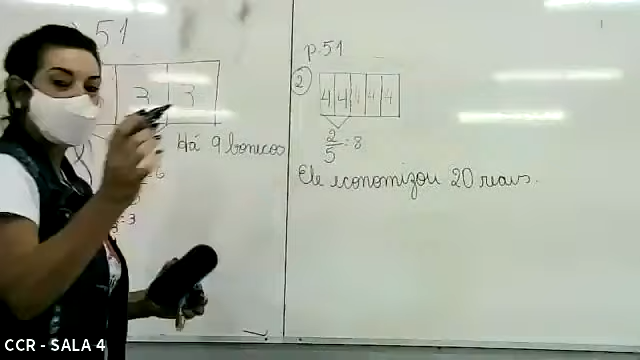 p.51
3 3
Há 9 bonecos
p.51
2 4 4 4 4 4
2/5 = 8
Ele economizou 20 reais.
CCR - SALA 4